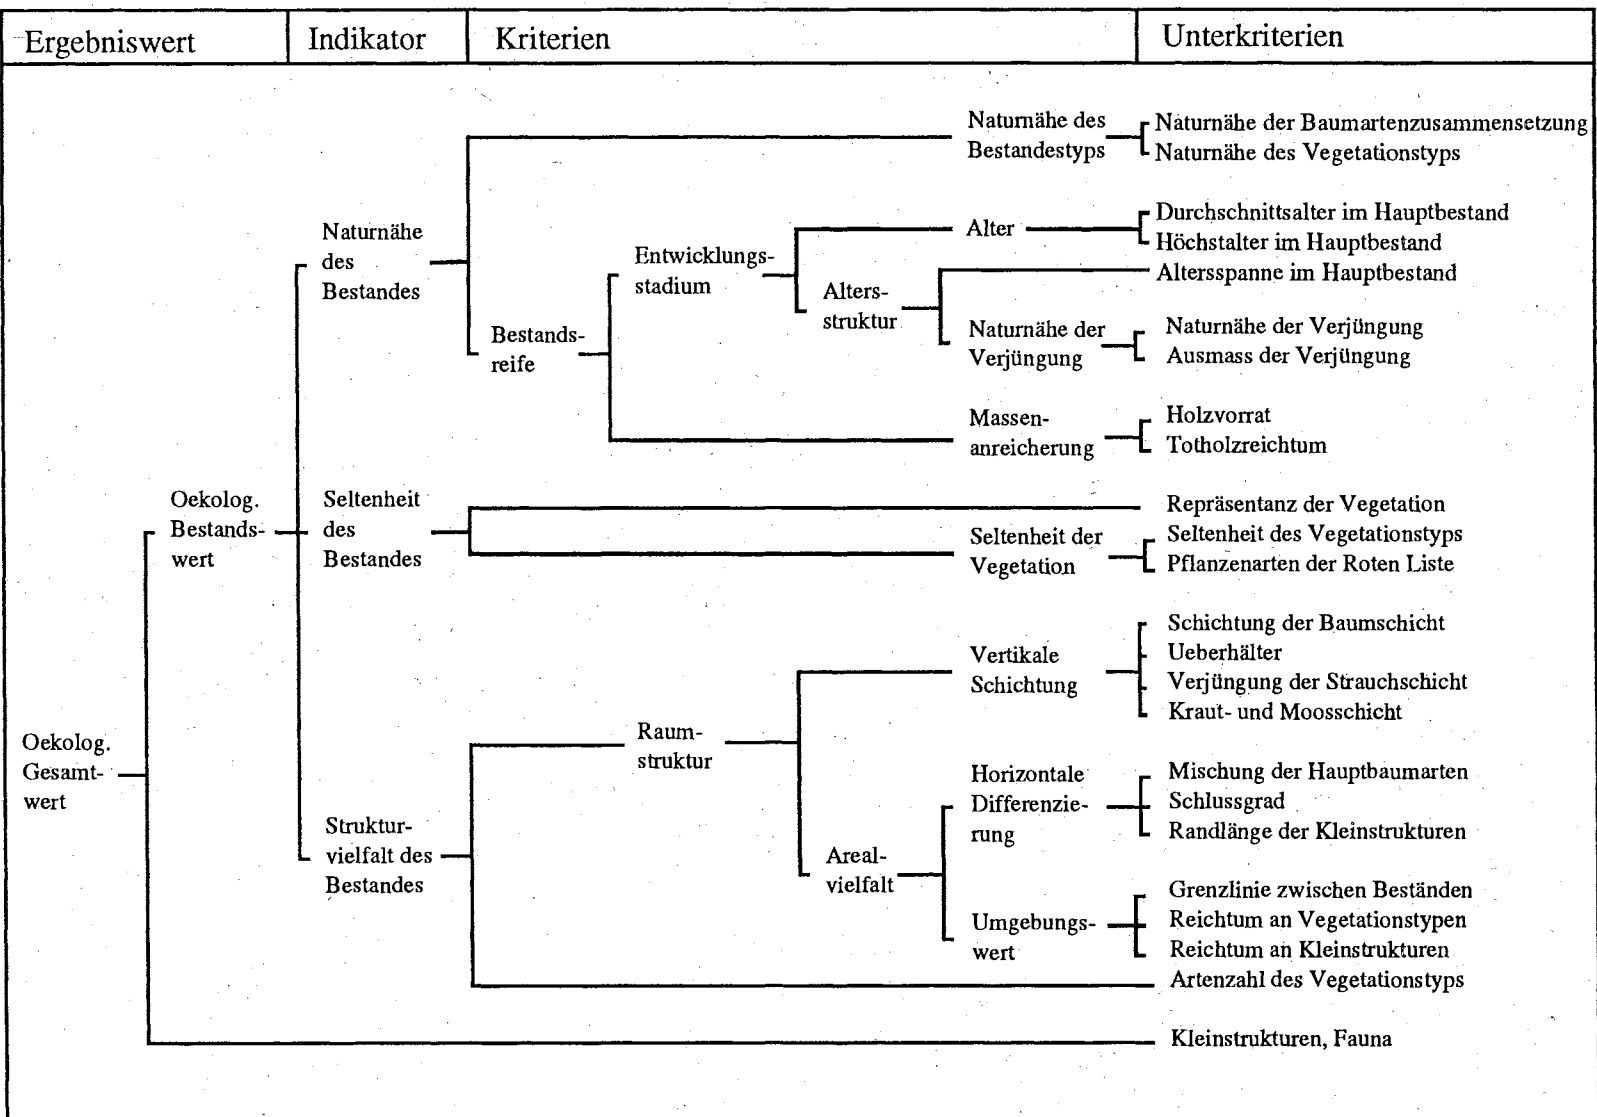 Ergebniswert
Indikator
Kriterien
Unterkriterien
Oekolog.
Gesamt-
wert
Oekolog.
Bestands-
wert
Naturnähe
des
Bestandes
Naturnähe des
Bestandestyps
Naturnähe der Baumartenzusammensetzung
Naturnähe des Vegetationstyps
Bestands-
reife
Entwicklungs-
stadium
Alter
Durchschnittsalter im Hauptbestand
Höchstalter im Hauptbestand
Alters-
struktur
Altersspanne im Hauptbestand
Naturnähe der
Verjüngung
Naturnähe der Verjüngung
Ausmass der Verjüngung
Massen-
anreicherung
Holzvorrat
Totholzreichtum
Seltenheit
des
Bestandes
Repräsentanz der Vegetation
Seltenheit der
Vegetation
Seltenheit des Vegetationstyps
Pflanzenarten der Roten Liste
Struktur-
vielfalt des
Bestandes
Raum-
struktur
Vertikale
Schichtung
Schichtung der Baumschicht
Ueberhälter
Verjüngung der Strauchschicht
Kraut- und Moosschicht
Areal-
vielfalt
Horizontale
Differenzie-
rung
Mischung der Hauptbaumarten
Schlussgrad
Randlänge der Kleinstrukturen
Umgebungs-
wert
Grenzlinie zwischen Beständen
Reichtum an Vegetationstypen
Reichtum an Kleinstrukturen
Artenzahl des Vegetationstyps
Kleinstrukturen, Fauna